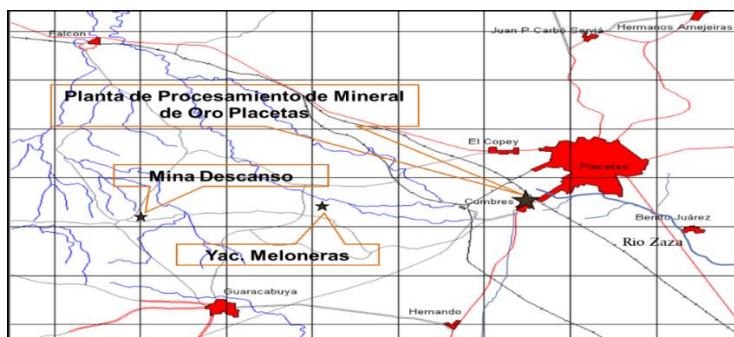 Falcon
Juan P Carbó Serviá
Hermanos Amejeiras
Planta de Procesamiento de Mineral
de Oro Placetas
El Copey
Placetas
Mina Descanso
Cumbres
Benito Juárez
Yac. Meloneras
Rio Zaza
Guaracabuya
Hernando